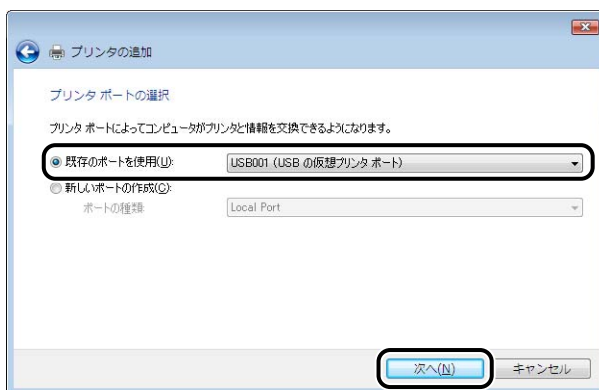 プリンタの追加
プリンタ ポートの選択
プリンタ ポートによってコンピュータがプリンタと情報を交換できるようになります。
既存のポートを使用(U): USB001 (USB の仮想プリンタ ポート)
新しいポートの作成(C):
ポートの種類 Local Port
次へ(N) キャンセル